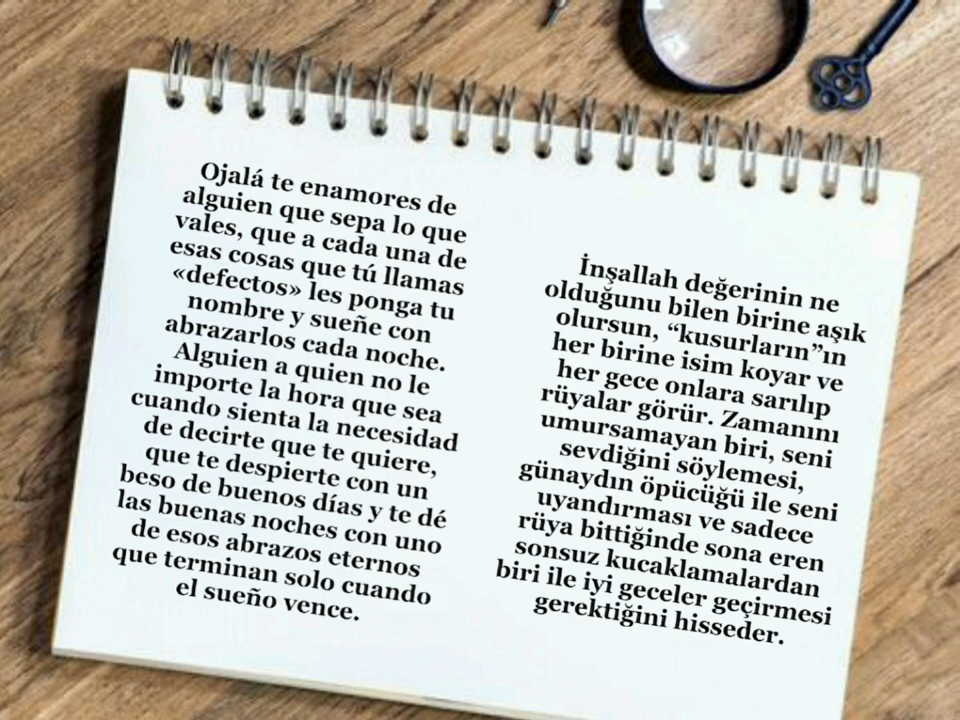 Ojalá te enamores de
alguien que sepa lo que
vales, que a cada una de
esas cosas que tú llamas
«defectos» les ponga tu
nombre y sueñe con
abrazarlos cada noche.
Alguien a quien no le
importe la hora que sea
cuando sienta la necesidad
de decirte que te quiere,
que te despierte con un
beso de buenos días y te dé
las buenas noches con uno
de esos abrazos eternos
que terminan solo cuando
el sueño vence.
İnşallah değerinin ne
olduğunu bilen birine aşık
olursun, “kusurların”ın
her birine isim koyar ve
her gece onlara sarılıp
rüyalar görür. Zamanını
umursamayan biri, seni
sevdiğini söylemesi,
günaydın öpücüğü ile seni
uyandırması ve sadece
rüya bittiğinde sona eren
sonsuz kucaklamalardan
biri ile iyi geceler geçirmesi
gerektiğini hisseder.